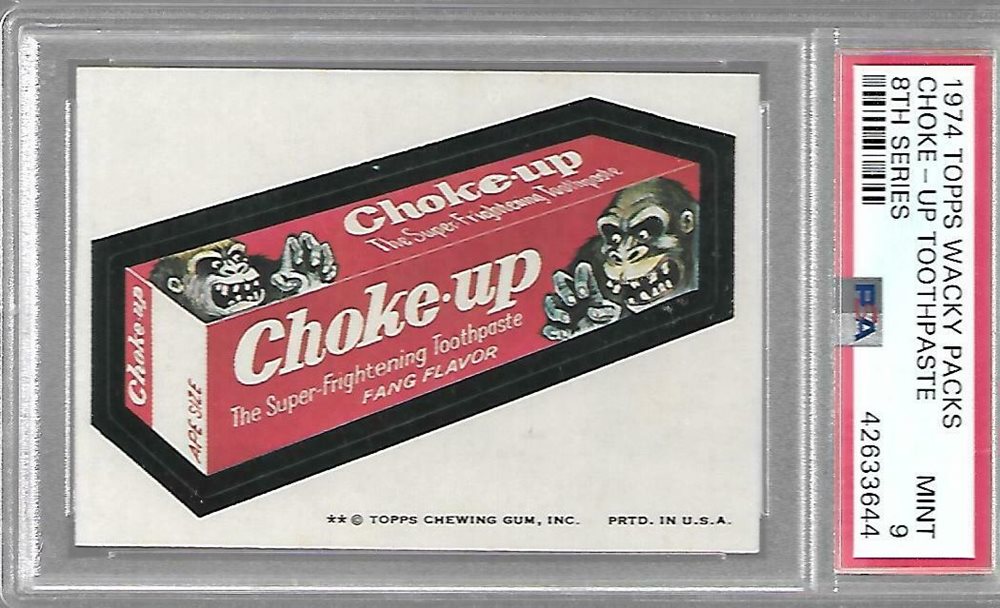 Choke-up
The Super Frightening Toothpaste
Choke-up
APE SIZE
Choke-up
The Super-Frightening Toothpaste
FANG FLAVOR
**© TOPPS CHEWING GUM, INC. PRTD. IN U.S.A.
1974 TOPPS WACKY PACKS
CHOKE-UP TOOTHPASTE MINT
8TH SERIES 9
42633644
PSA